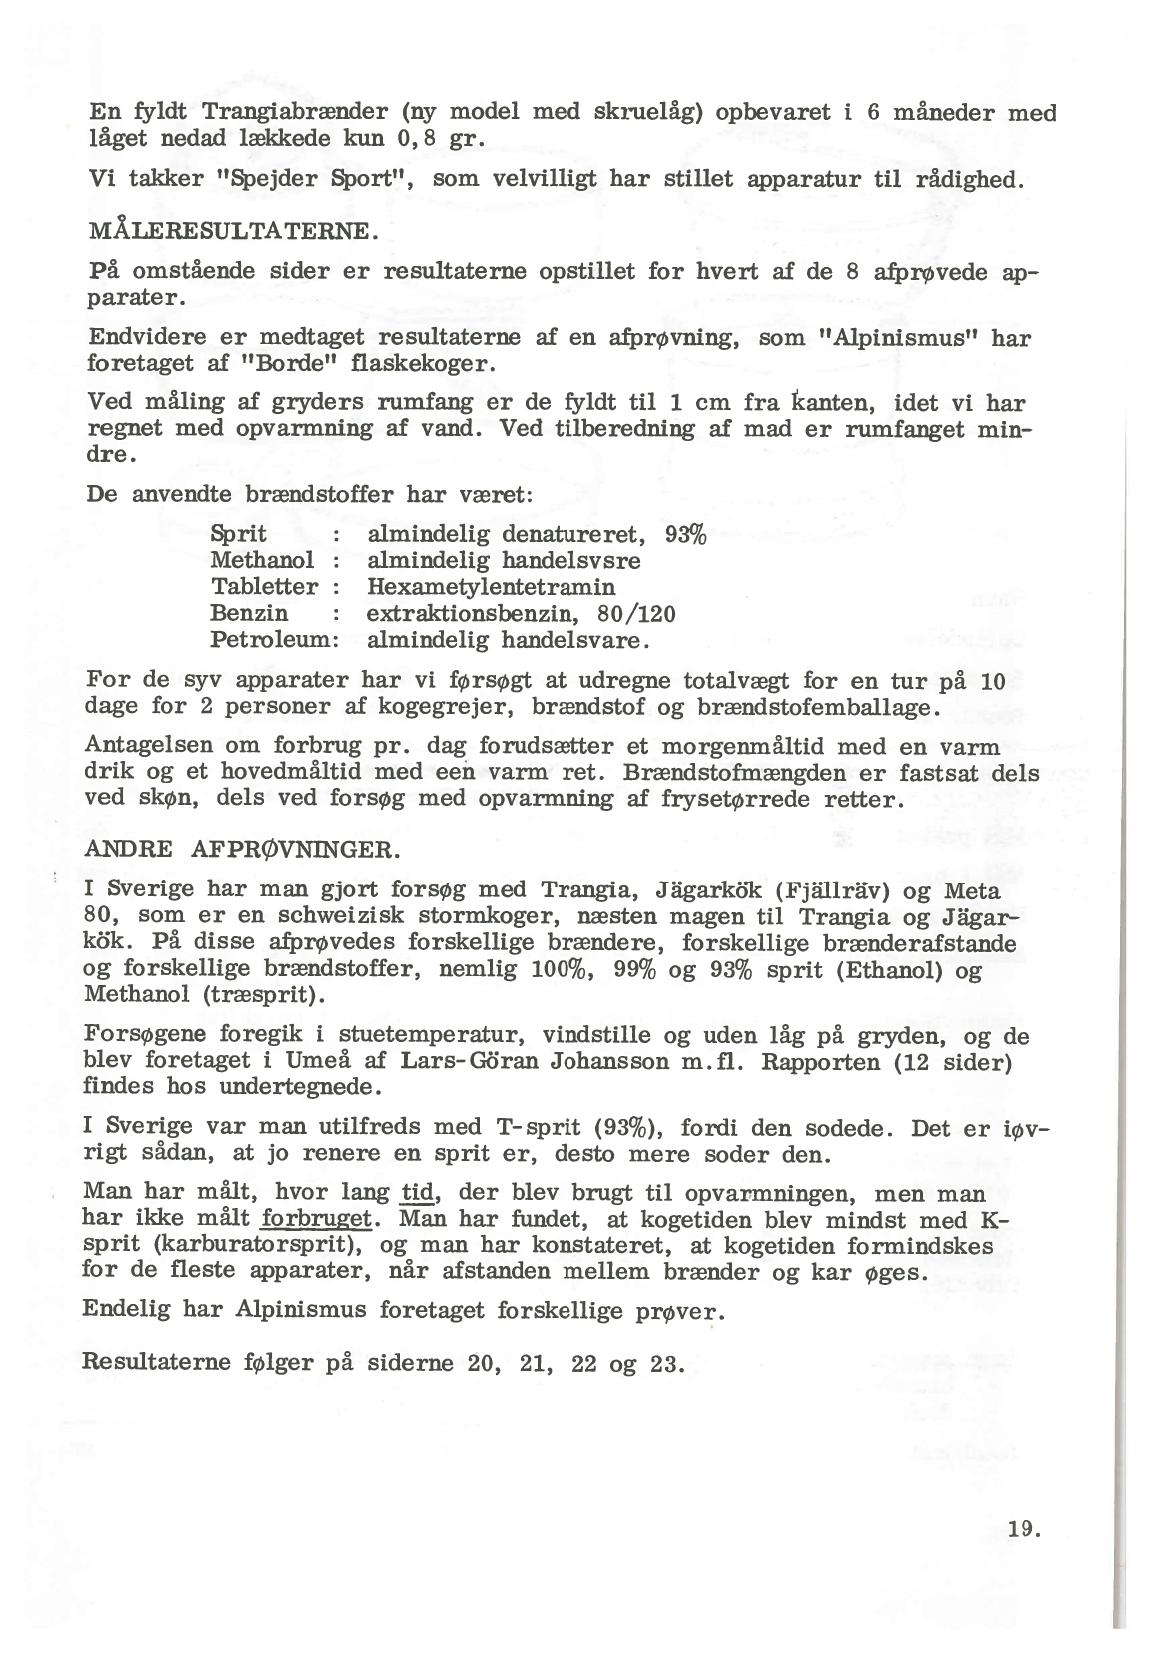 En fyldt Trangiabrænder (ny model med skruelåg) opbevaret i 6 måneder med
låget nedad lækkede kun 0,8 gr.
Vi takker "Spejder Sport", som velvilligt har stillet apparatur til rådighed.
MÅLERESULTATERNE.
På omstående sider er resultaterne opstillet for hvert af de 8 afprøvede ap-
parater.
Endvidere er medtaget resultaterne af en afprøvning, som "Alpinismus" har
foretaget af "Borde" flaskekoger.
Ved måling af gryders rumfang er de fyldt til 1 cm fra kanten, idet vi har
regnet med opvarmning af vand. Ved tilberedning af mad er rumfanget min-
dre.
De anvendte brændstoffer har været:
Sprit : almindelig denatureret, 93%
Methanol : almindelig handelsvsre
Tabletter : Hexametylentetramin
Benzin : extraktionsbenzin, 80/120
Petroleum: almindelig handelsvare.
For de syv apparater har vi førsøgt at udregne totalvægt for en tur på 10
dage for 2 personer af kogegrejer, brændstof og brændstofemballage.
Antagelsen om forbrug pr. dag forudsætter et morgenmåltid med en varm
drik og et hovedmåltid med een varm ret. Brændstofmængden er fastsat dels
ved skøn, dels ved forsøg med opvarmning af frysetørrede retter.
ANDRE AFPRØVNINGER.
I Sverige har man gjort forsøg med Trangia, Jägarkök (Fjällräv) og Meta
80, som er en schweizisk stormkoger, næsten magen til Trangia og Jägar-
kök. På disse afprøvedes forskellige brændere, forskellige brænderafstande
og forskellige brændstoffer, nemlig 100%, 99% og 93% sprit (Ethanol) og
Methanol (træsprit).
Forsøgene foregik i stuetemperatur, vindstille og uden låg på gryden, og de
blev foretaget i Umeå af Lars-Göran Johansson m.fl. Rapporten (12 sider)
findes hos undertegnede.
I Sverige var man utilfreds med T-sprit (93%), fordi den sodede. Det er iøv-
rigt sådan, at jo renere en sprit er, desto mere soder den.
Man har målt, hvor lang tid, der blev brugt til opvarmningen, men man
har ikke målt forbruget. Man har fundet, at kogetiden blev mindst med K-
sprit (karburatorsprit), og man har konstateret, at kogetiden formindskes
for de fleste apparater, når afstanden mellem brænder og kar øges.
Endelig har Alpinismus foretaget forskellige prøver.
Resultaterne følger på siderne 20, 21, 22 og 23.
19.